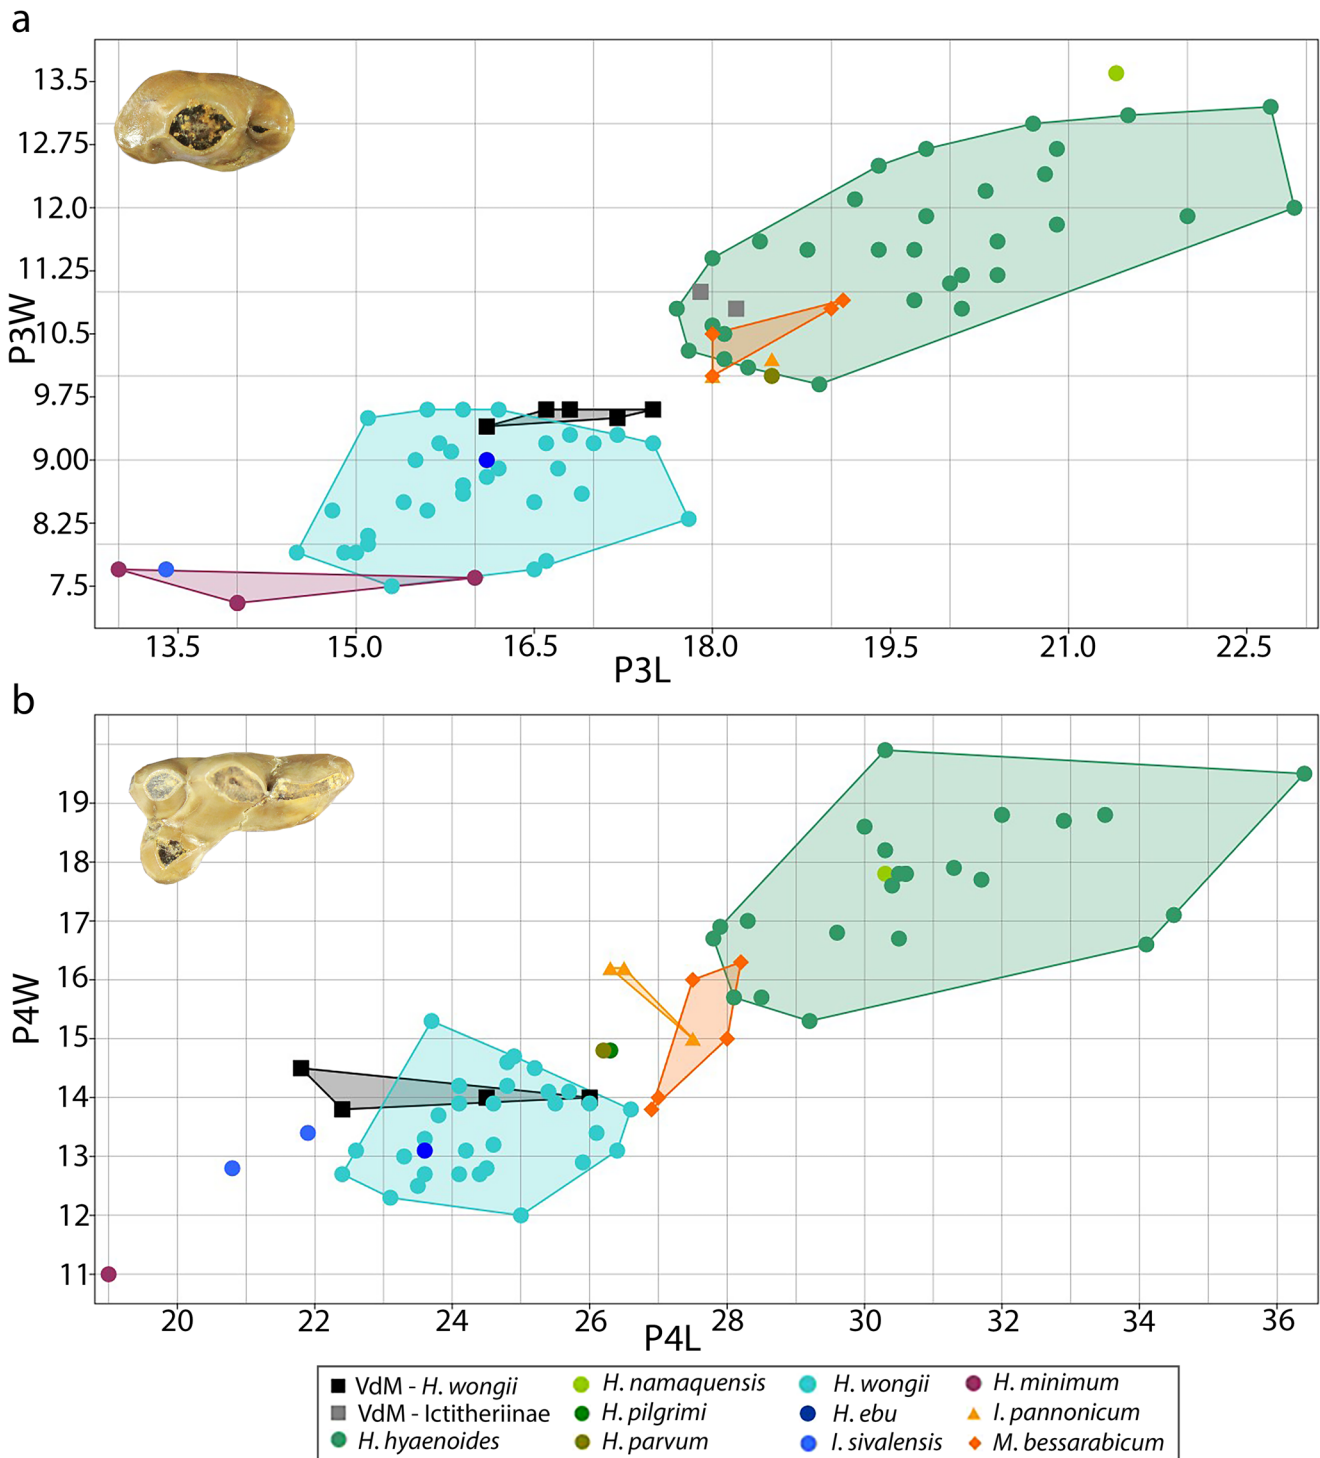 a
13.5
12.75
12.0
11.25
10.5
9.75
9.00
8.25
7.5
P3W
13.5 15.0 16.5 18.0 19.5 21.0 22.5
P3L
b
19
18
17
16
15
14
13
12
11
P4W
20 22 24 26 28 30 32 34 36
P4L
VdM - H. wongii H. namaquensis H. wongii H. minimum
VdM - Ictitheriinae H. pilgrimi H. ebu I. pannonicum
H. hyaenoides H. parvum I. sivalensis M. bessarabicum